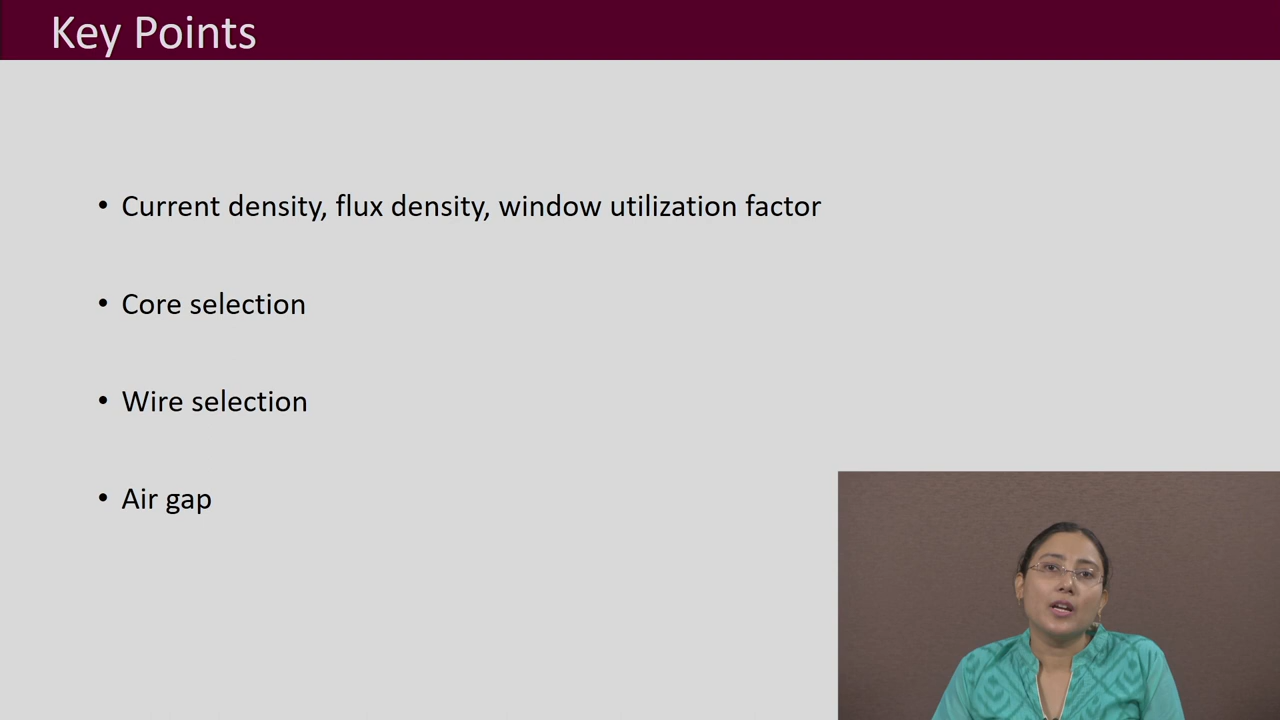 Key Points
• Current density, flux density, window utilization factor
• Core selection
• Wire selection
• Air gap